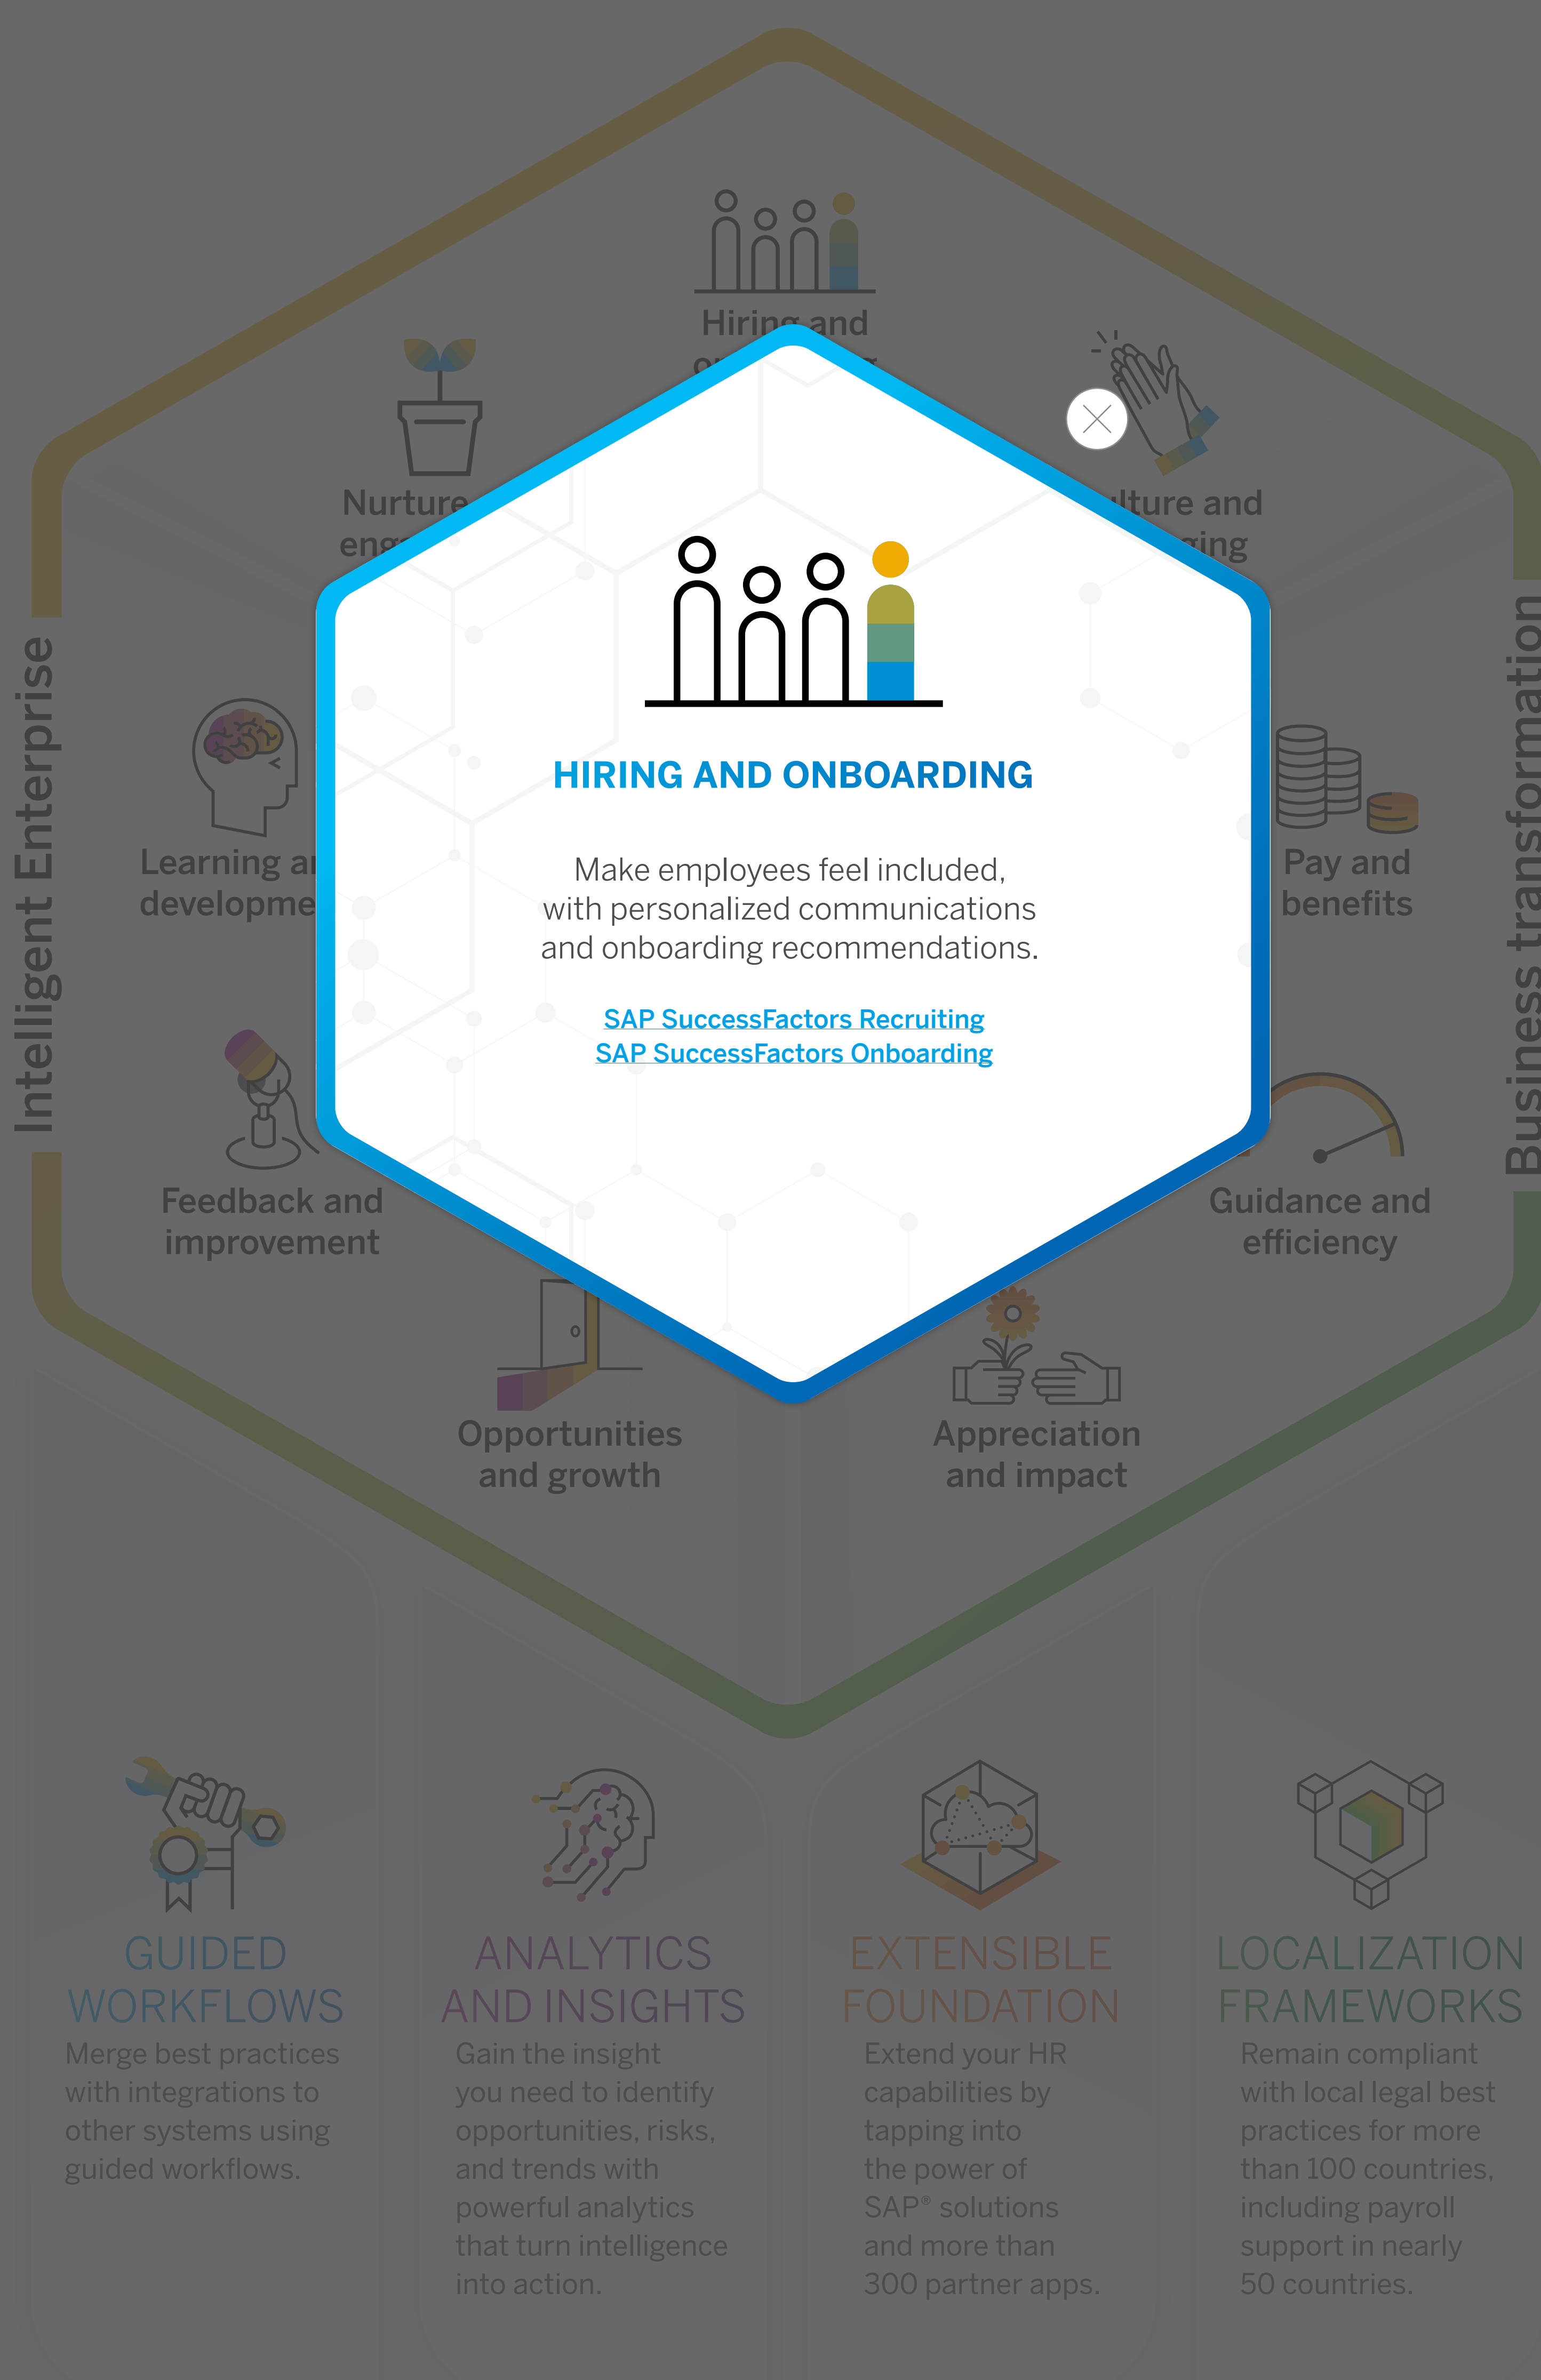 Hiring and
Nurture
Culture and
HIRING AND ONBOARDING
Make employees feel included,
with personalized communications
and onboarding recommendations.
SAP SuccessFactors Recruiting
SAP SuccessFactors Onboarding
Intelligent Enterprise
Business transformation
Learning
Pay and
benefits
Feedback and
improvement
Guidance and
efficiency
Opportunities
and growth
Appreciation
and impact
GUIDED
WORKFLOWS
Merge best practices
with integrations to
other systems using
guided workflows.
ANALYTICS
AND INSIGHTS
Gain the insight
you need to identify
opportunities, risks,
and trends with
powerful analytics
that turn intelligence
into action.
EXTENSIBLE
FOUNDATION
Extend your HR
capabilities by
tapping into
the power of
SAP® solutions
and more than
300 partner apps.
LOCALIZATION
FRAMEWORKS
Remain compliant
with local legal best
practices for more
than 100 countries,
including payroll
support in nearly
50 countries.